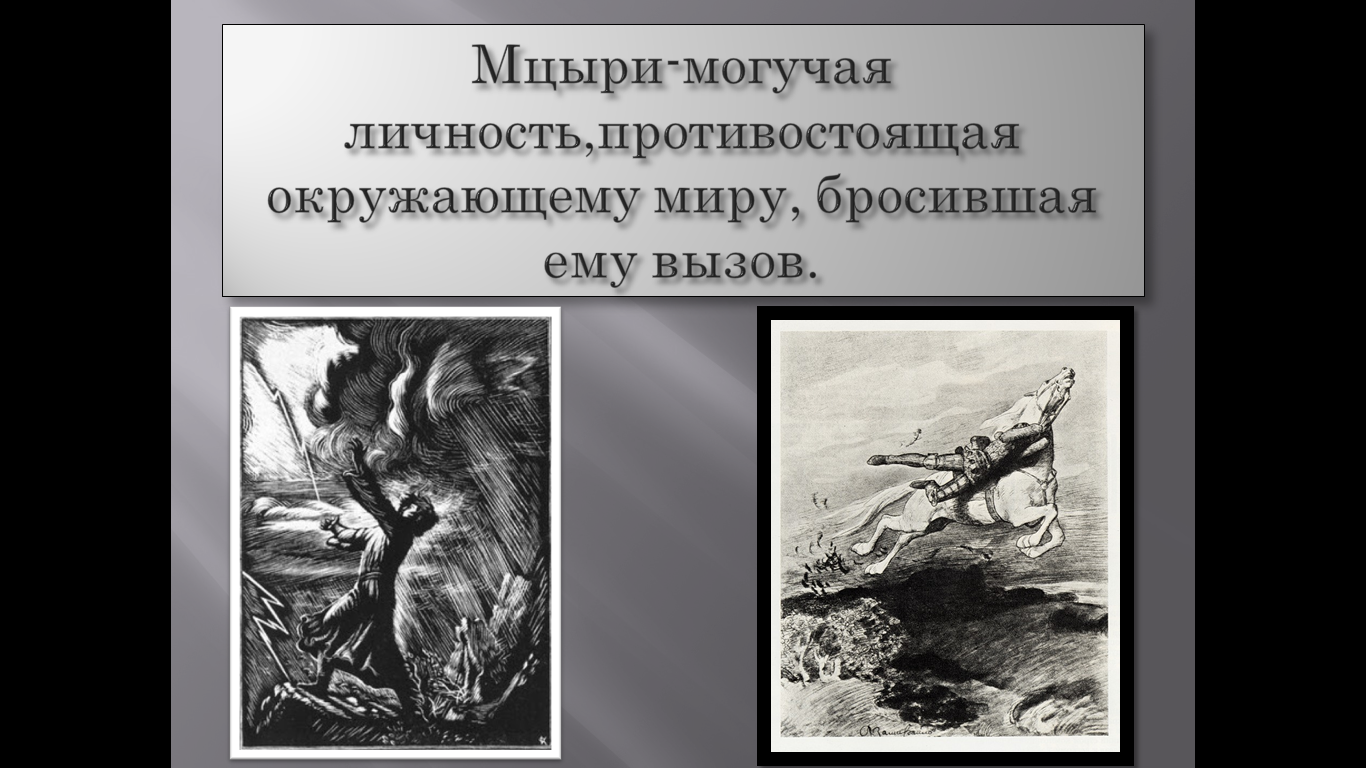 Мцыри-могучая
личность,противостоящая
окружающему миру, бросившая
ему вызов.